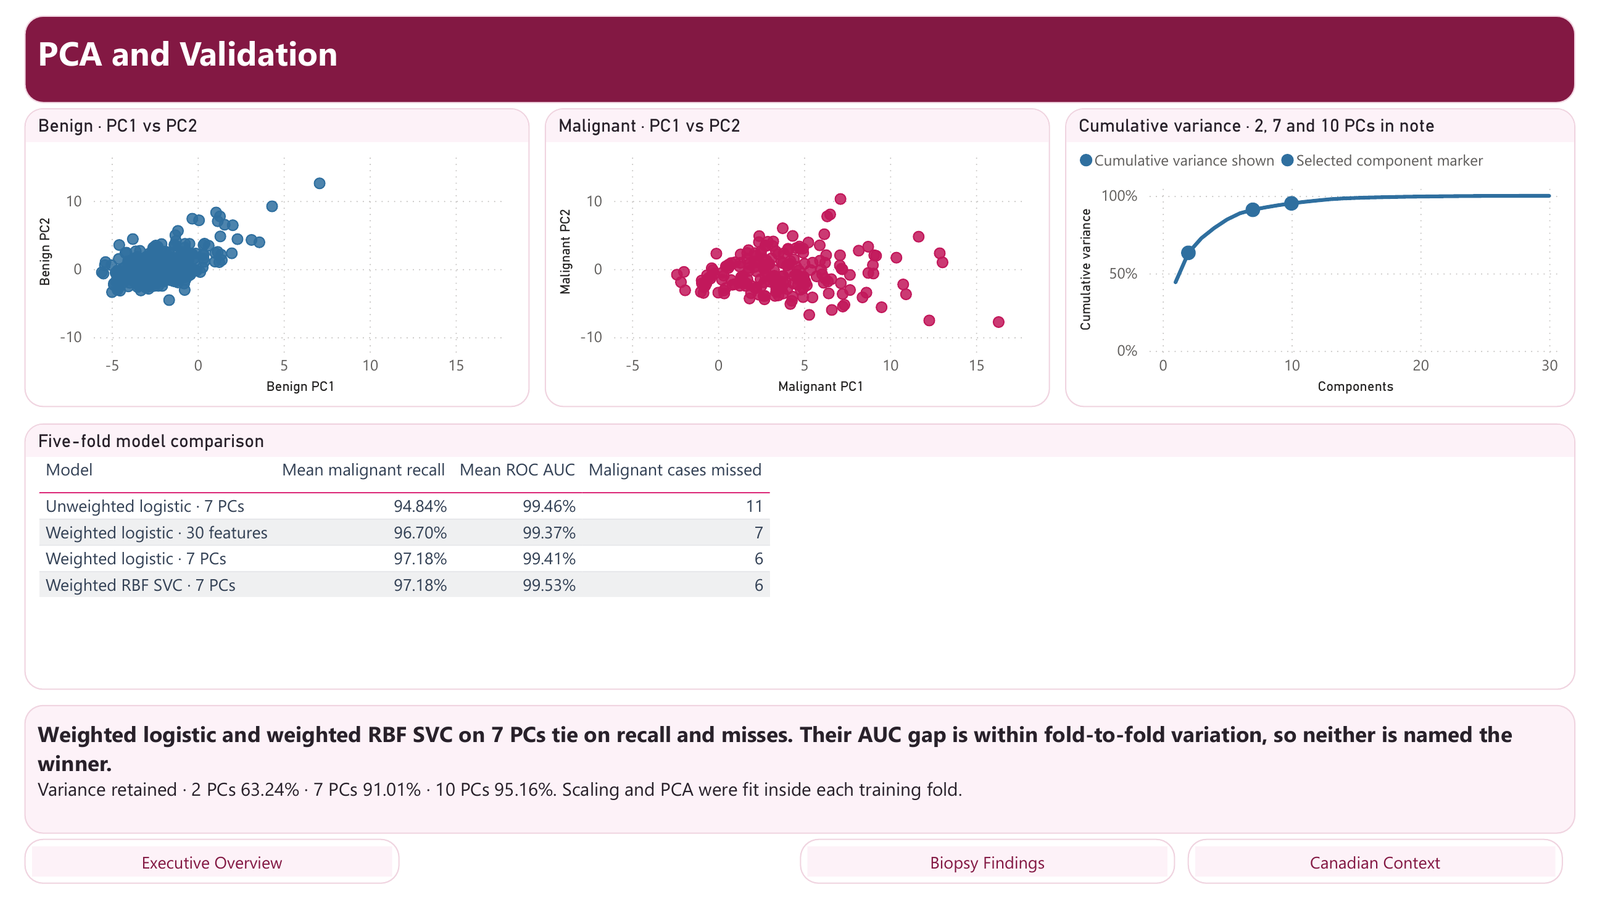 PCA and Validation
Benign · PC1 vs PC2
10
0
-10
-5
0
5
10
15
Benign PC2
Benign PC1
Malignant · PC1 vs PC2
10
0
-10
-5
0
5
10
15
Malignant PC2
Malignant PC1
Cumulative variance · 2, 7 and 10 PCs in note
Cumulative variance shown
Selected component marker
100%
50%
0%
0
10
20
30
Cumulative variance
Components
Five-fold model comparison
Model Mean malignant recall Mean ROC AUC Malignant cases missed
Unweighted logistic · 7 PCs 94.84% 99.46% 11
Weighted logistic · 30 features 96.70% 99.37% 7
Weighted logistic · 7 PCs 97.18% 99.41% 6
Weighted RBF SVC · 7 PCs 97.18% 99.53% 6
Weighted logistic and weighted RBF SVC on 7 PCs tie on recall and misses. Their AUC gap is within fold-to-fold variation, so neither is named the
winner.
Variance retained · 2 PCs 63.24% · 7 PCs 91.01% · 10 PCs 95.16%. Scaling and PCA were fit inside each training fold.
Executive Overview
Biopsy Findings
Canadian Context